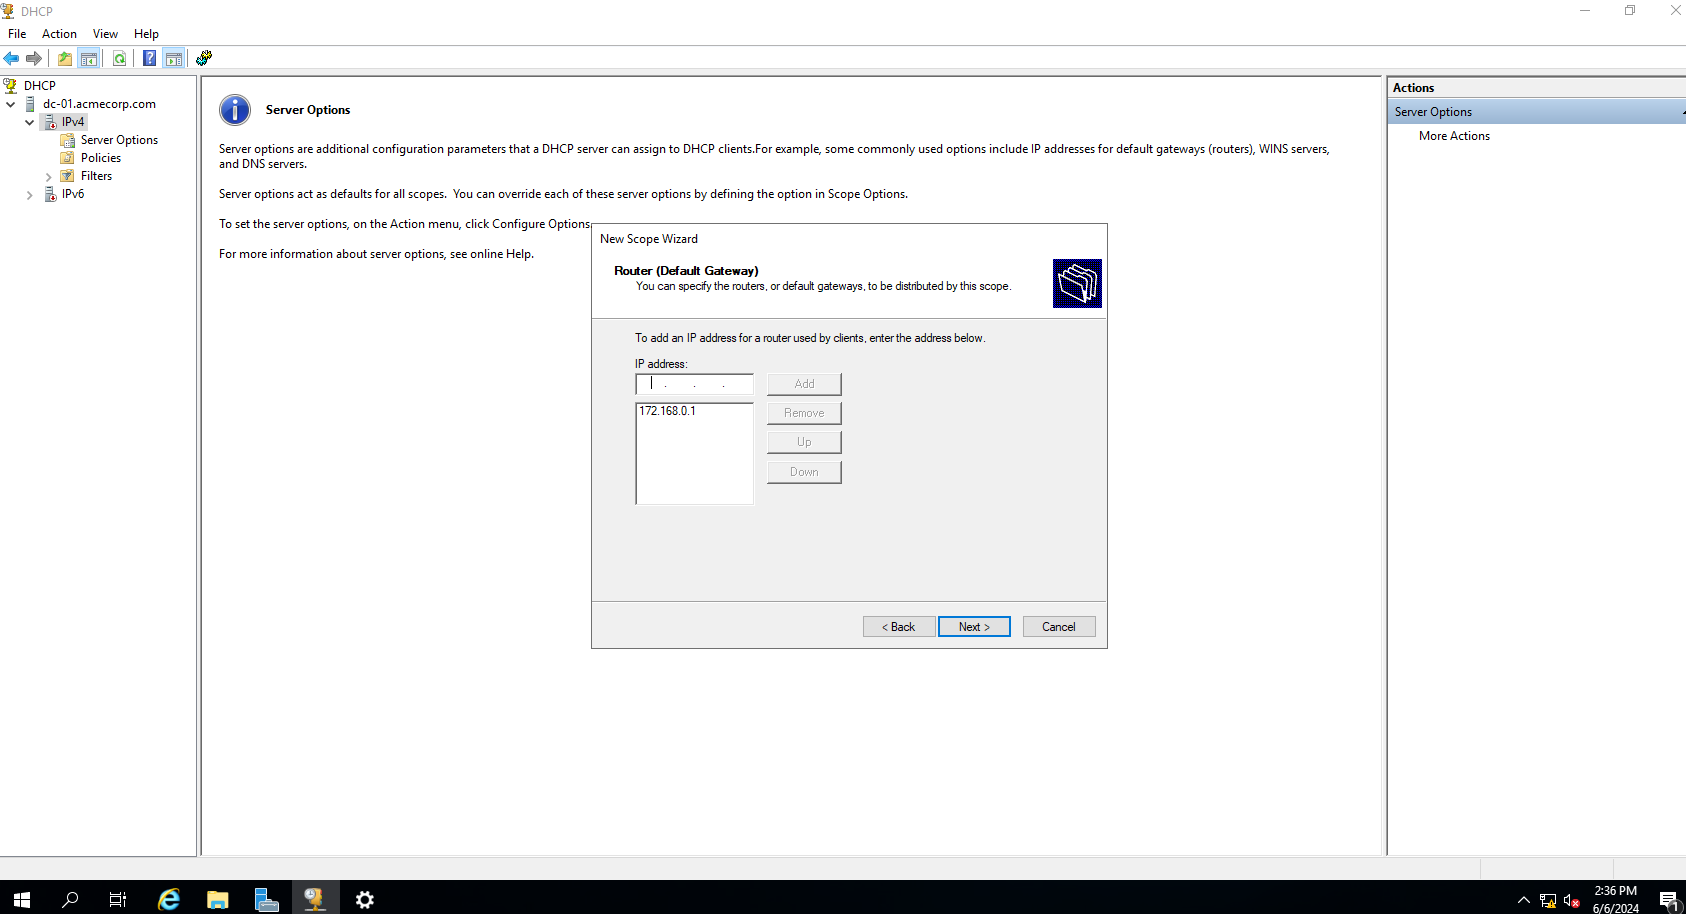 DHCP
File Action View Help
DHCP
dc-01.acmecorp.com
IPv4
Server Options
Policies
Filters
IPv6
Server Options
Server options are additional configuration parameters that a DHCP server can assign to DHCP clients.For example, some commonly used options include IP addresses for default gateways (routers), WINS servers,
and DNS servers.
Server options act as defaults for all scopes. You can override each of these server options by defining the option in Scope Options.
To set the server options, on the Action menu, click Configure Options.
For more information about server options, see online Help.
New Scope Wizard
Router (Default Gateway)
You can specify the routers, or default gateways, to be distributed by this scope.
To add an IP address for a router used by clients, enter the address below.
IP address:
. . .
Add
172.168.0.1
Remove
Up
Down
< Back
Next >
Cancel
Actions
Server Options
More Actions
2:36 PM
6/6/2024
1